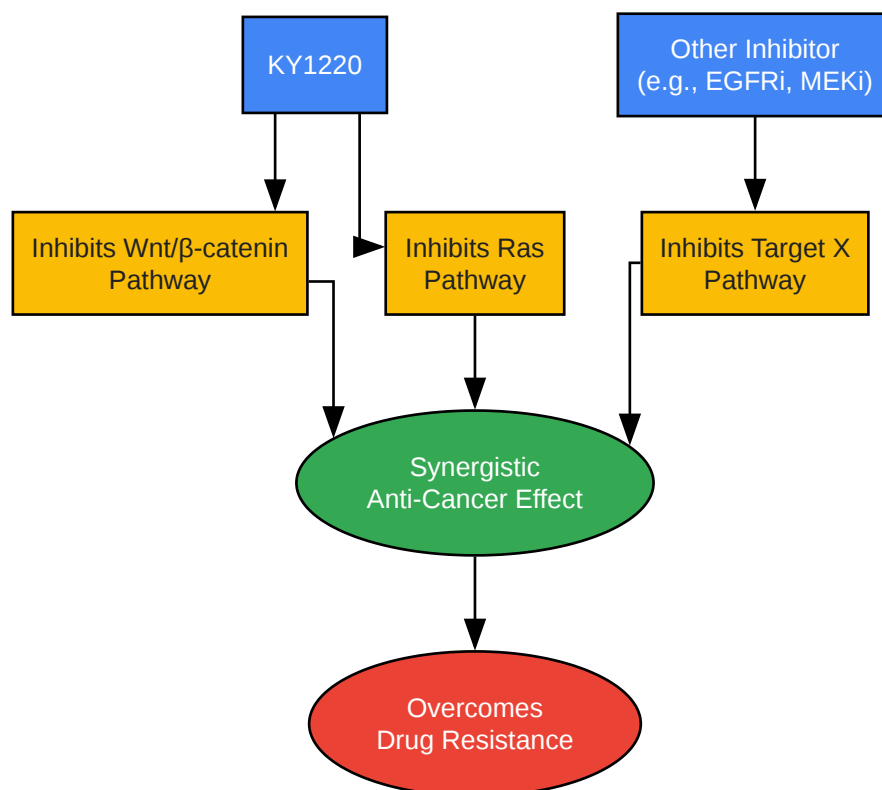 KY1220
Other Inhibitor
(e.g., EGFRi, MEKi)
Inhibits Wnt/β-catenin
Pathway
Inhibits Ras
Pathway
Inhibits Target X
Pathway
Synergistic
Anti-Cancer Effect
Overcomes
Drug Resistance